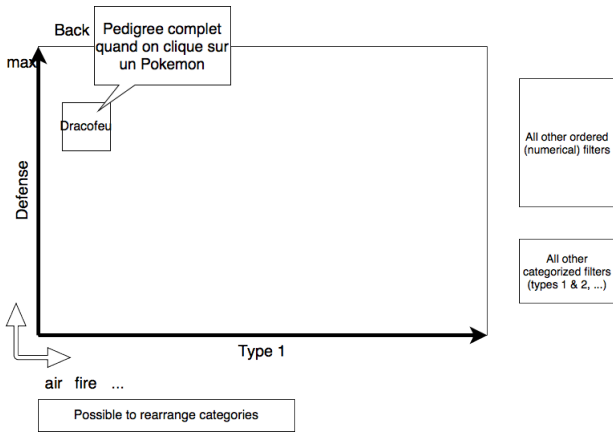 Back
Pedigree complet
quand on clique sur
un Pokemon
max
Dracofeu
Defense
Type 1
air fire ...
Possible to rearrange categories
All other ordered
(numerical) filters
All other
categorized filters
(types 1 & 2, ...)